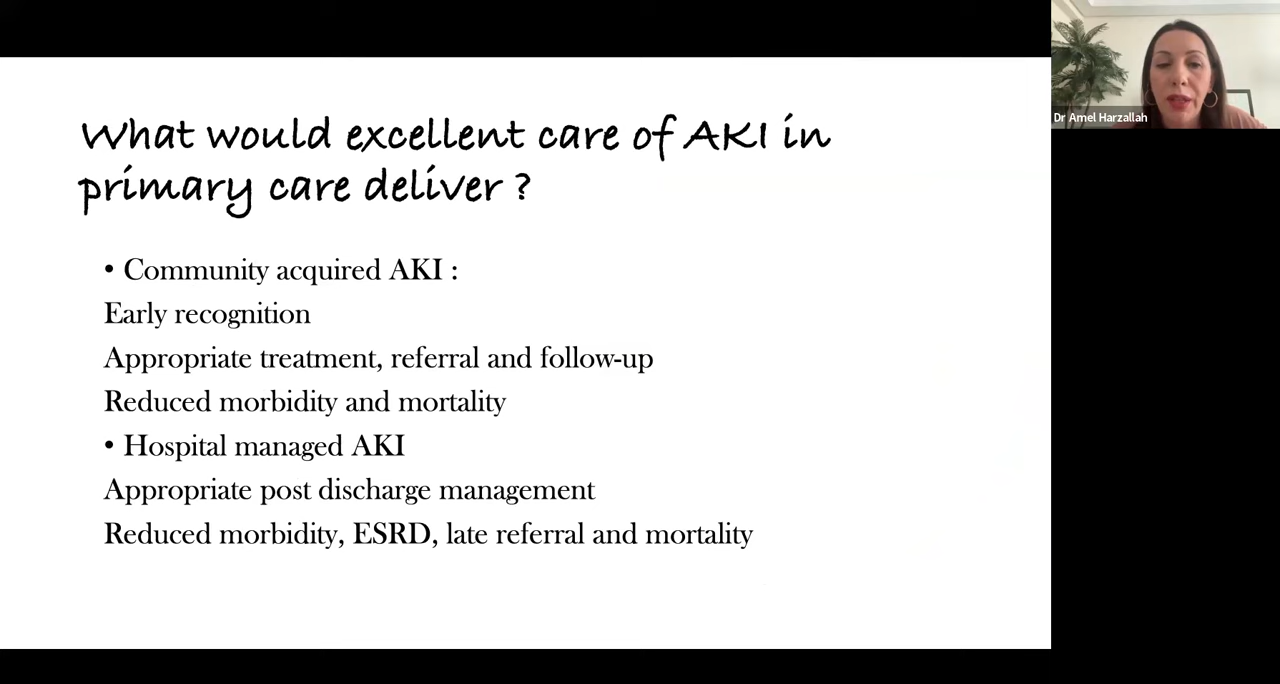 What would excellent care of AKI in
primary care deliver ?
• Community acquired AKI :
Early recognition
Appropriate treatment, referral and follow-up
Reduced morbidity and mortality
• Hospital managed AKI
Appropriate post discharge management
Reduced morbidity, ESRD, late referral and mortality
Dr Amel Harzallah